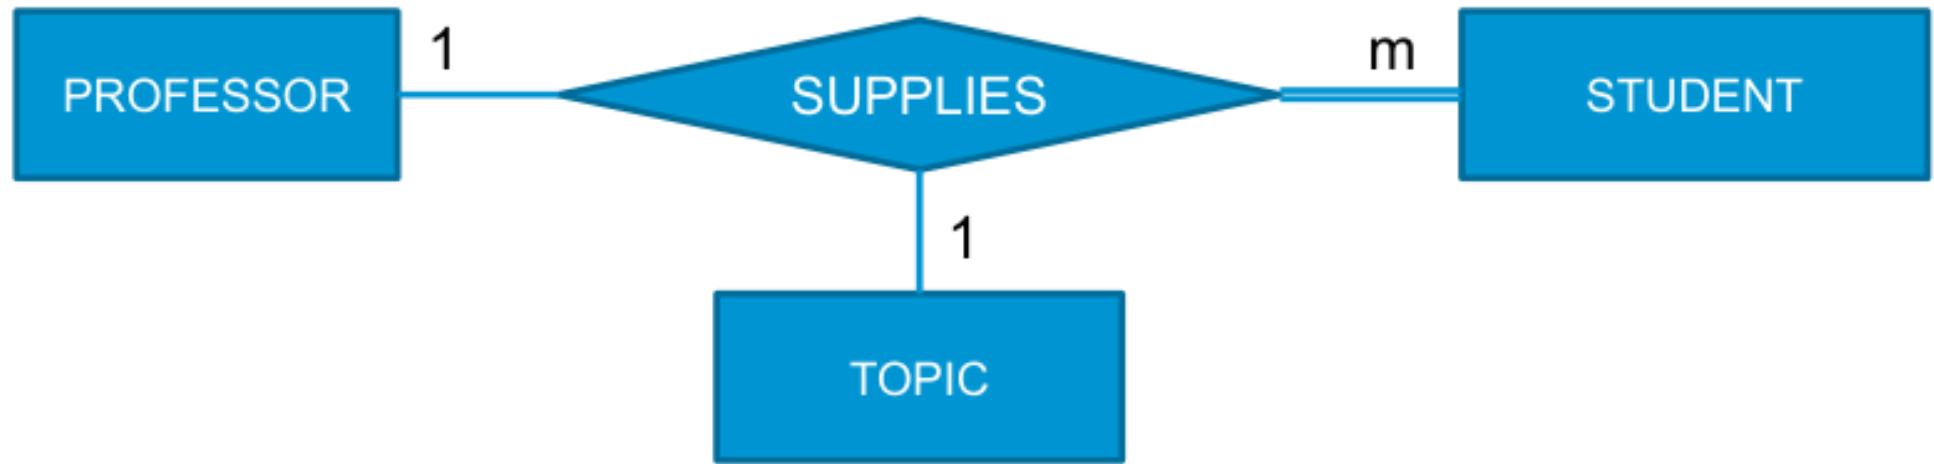 PROFESSOR
1
SUPPLIES
m
STUDENT
1
TOPIC